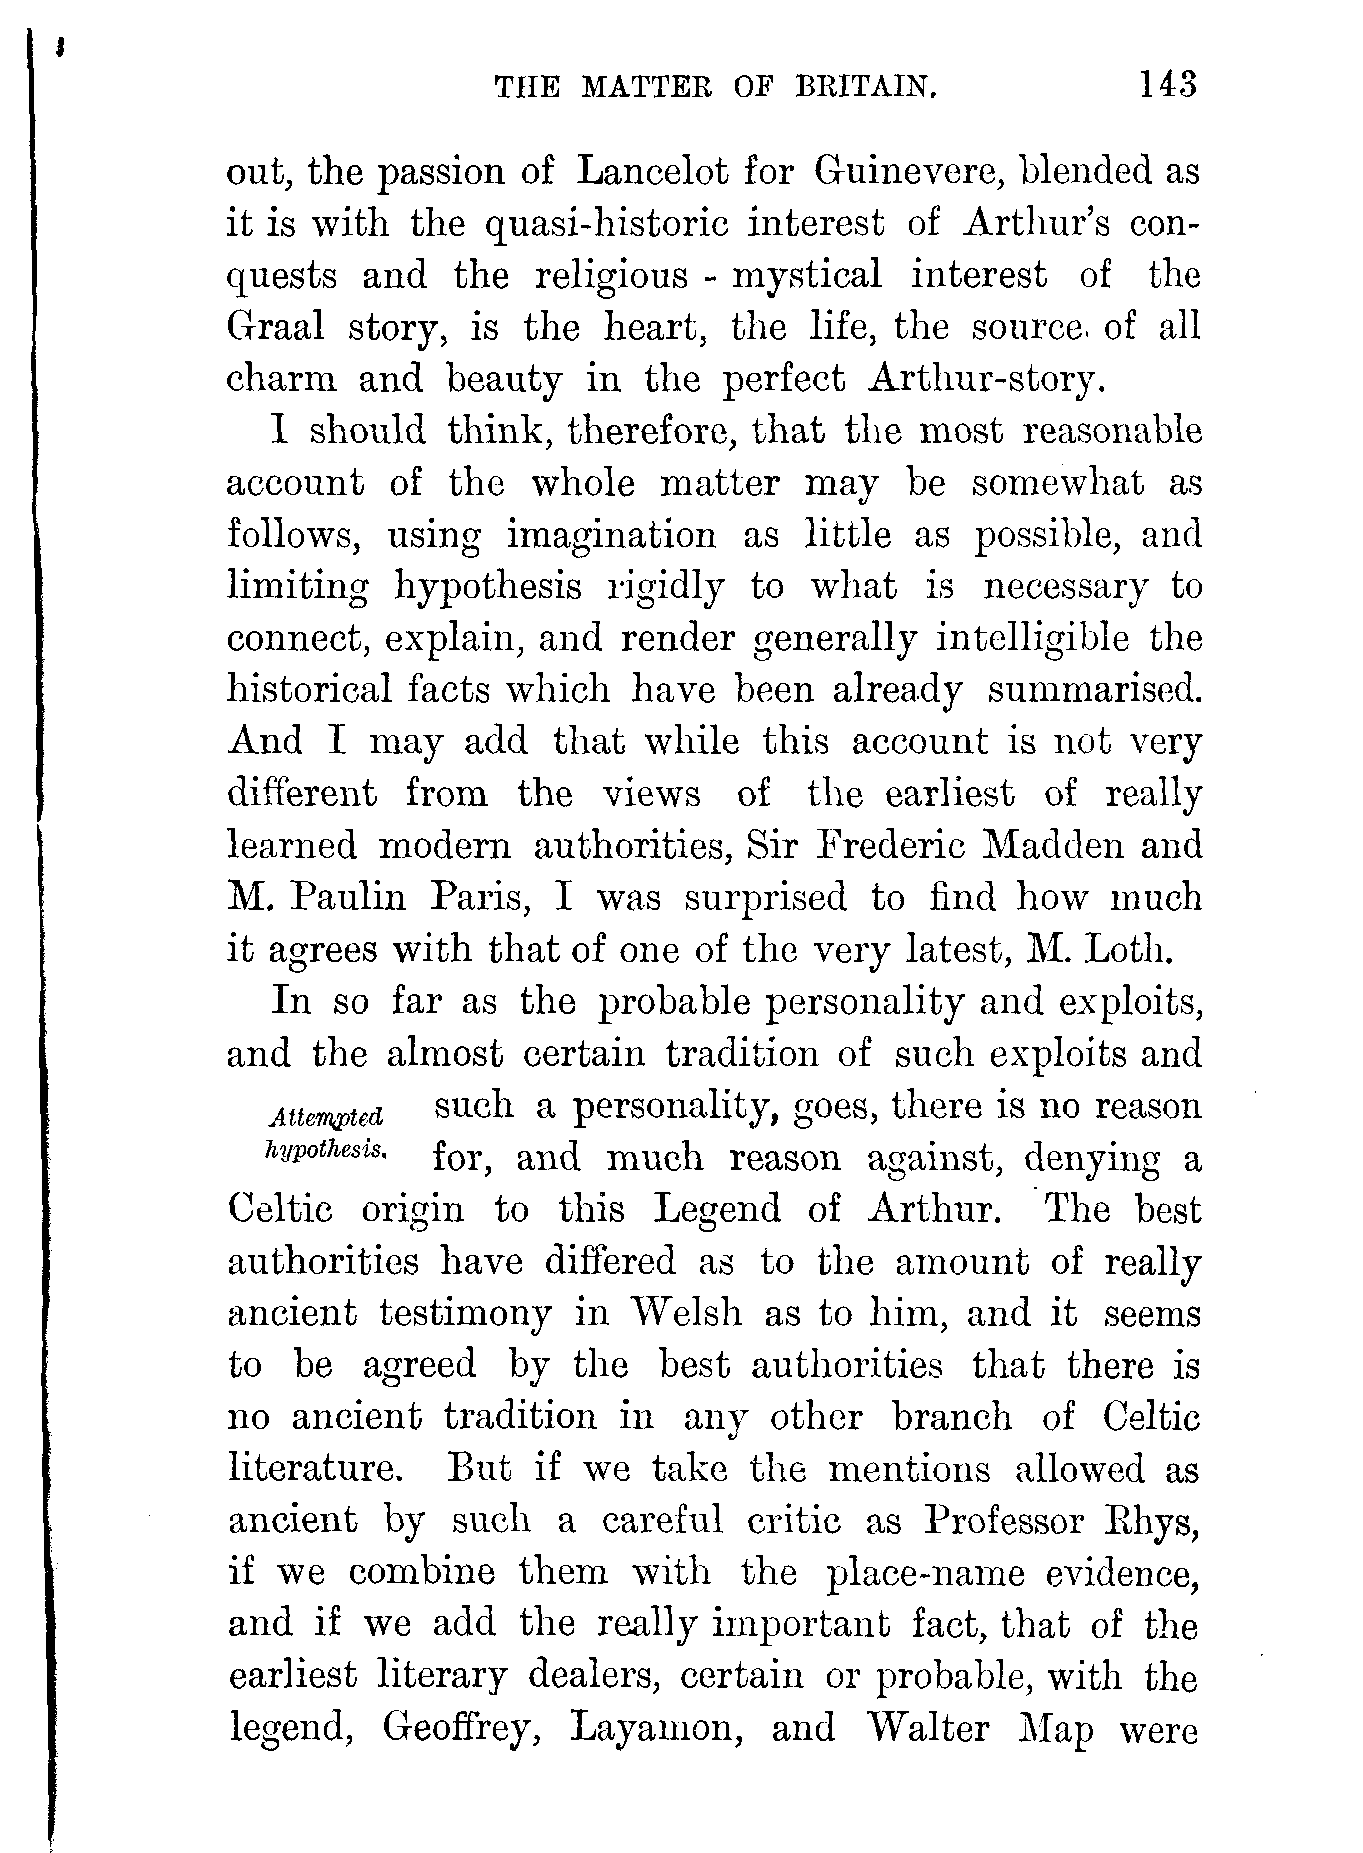 THE MATTER OF BRITAIN. 143
out, the passion of Lancelot for Guinevere, blended as
it is with the quasi-historic interest of Arthur's con-
quests and the religious - mystical interest of the
Graal story, is the heart, the life, the source of all
charm and beauty in the perfect Arthur-story.
I should think, therefore, that the most reasonable
account of the whole matter may be somewhat as
follows, using imagination as little as possible, and
limiting hypothesis rigidly to what is necessary to
connect, explain, and render generally intelligible the
historical facts which have been already summarised.
And I may add that while this account is not very
different from the views of the earliest of really
learned modern authorities, Sir Frederic Madden and
M. Paulin Paris, I was surprised to find how much
it agrees with that of one of the very latest, M. Loth.
In so far as the probable personality and exploits,
and the almost certain tradition of such exploits and
Attempted
hypothesis.
such a personality, goes, there is no reason
for, and much reason against, denying a
Celtic origin to this Legend of Arthur. The best
authorities have differed as to the amount of really
ancient testimony in Welsh as to him, and it seems
to be agreed by the best authorities that there is
no ancient tradition in any other branch of Celtic
literature. But if we take the mentions allowed as
ancient by such a careful critic as Professor Rhys,
if we combine them with the place-name evidence,
and if we add the really important fact, that of the
earliest literary dealers, certain or probable, with the
legend, Geoffrey, Layamon, and Walter Map were